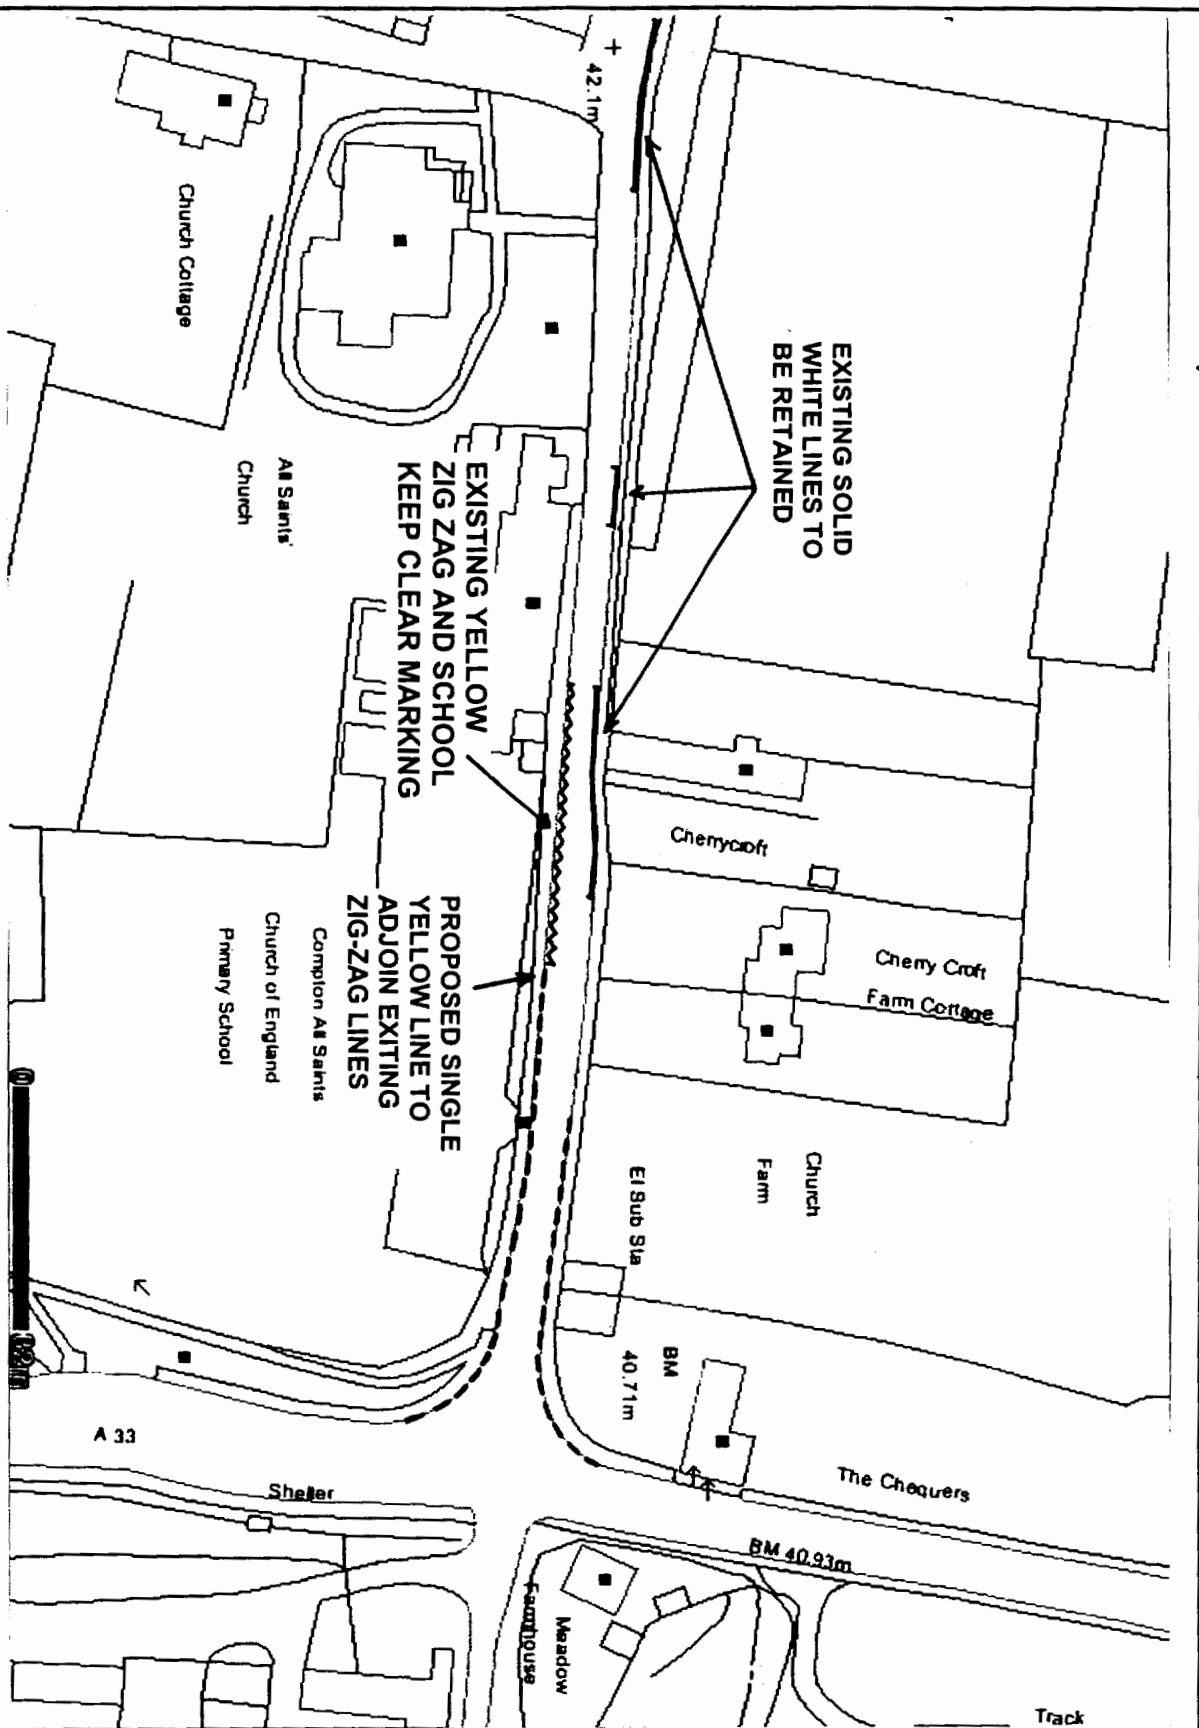 42.1m
Church Cottage
EXISTING SOLID
WHITE LINES TO
BE RETAINED
All Saints'
Church
EXISTING YELLOW
ZIG ZAG AND SCHOOL
KEEP CLEAR MARKING
Cherrycroft
Cherry Croft
Farm Cottage
PROPOSED SINGLE
YELLOW LINE TO
ADJOIN EXITING
ZIG-ZAG LINES
Compton All Saints
Church of England
Primary School
Church
Farm
El Sub Sta
BM
40.71m
The Chequers
A 33
Shelter
BM 40.93m
Meadow
Farmhouse
Track
0